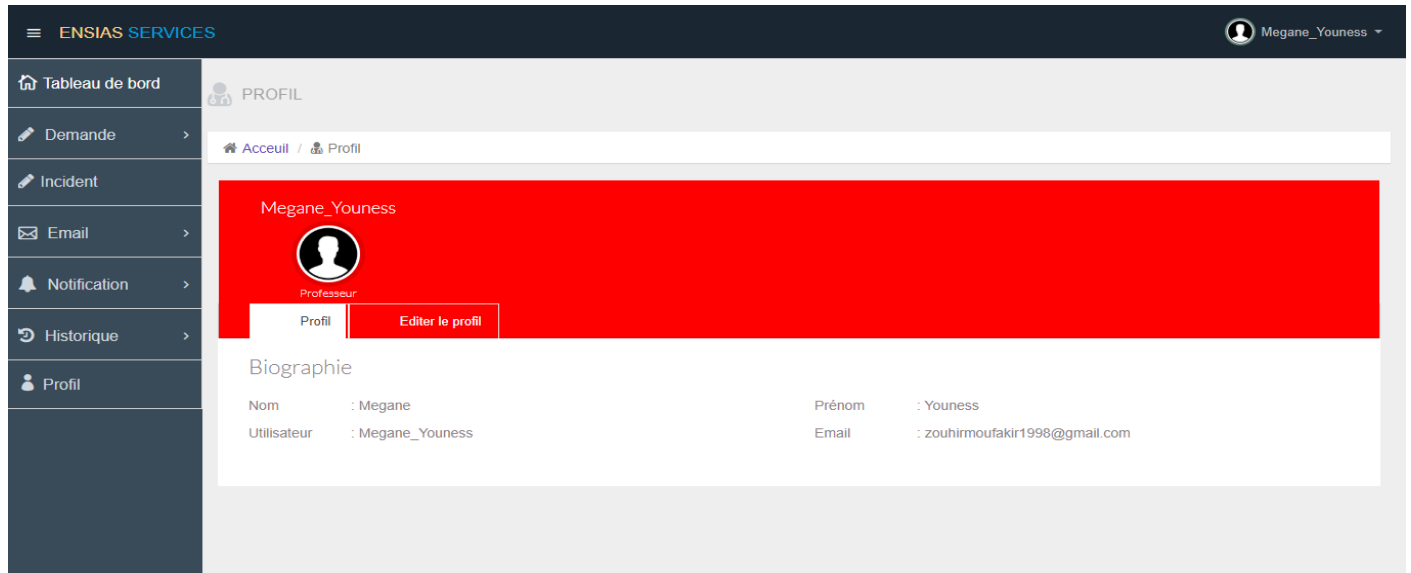 ENSIAS SERVICES
Megane_Youness
Tableau de bord
Demande
Incident
Email
Notification
Historique
Profil
PROFIL
Acceuil / Profil
Megane_Youness
Professeur
Profil
Editer le profil
Biographie
Nom : Megane
Prénom : Youness
Utilisateur : Megane_Youness
Email : zouhirmoufakir1998@gmail.com